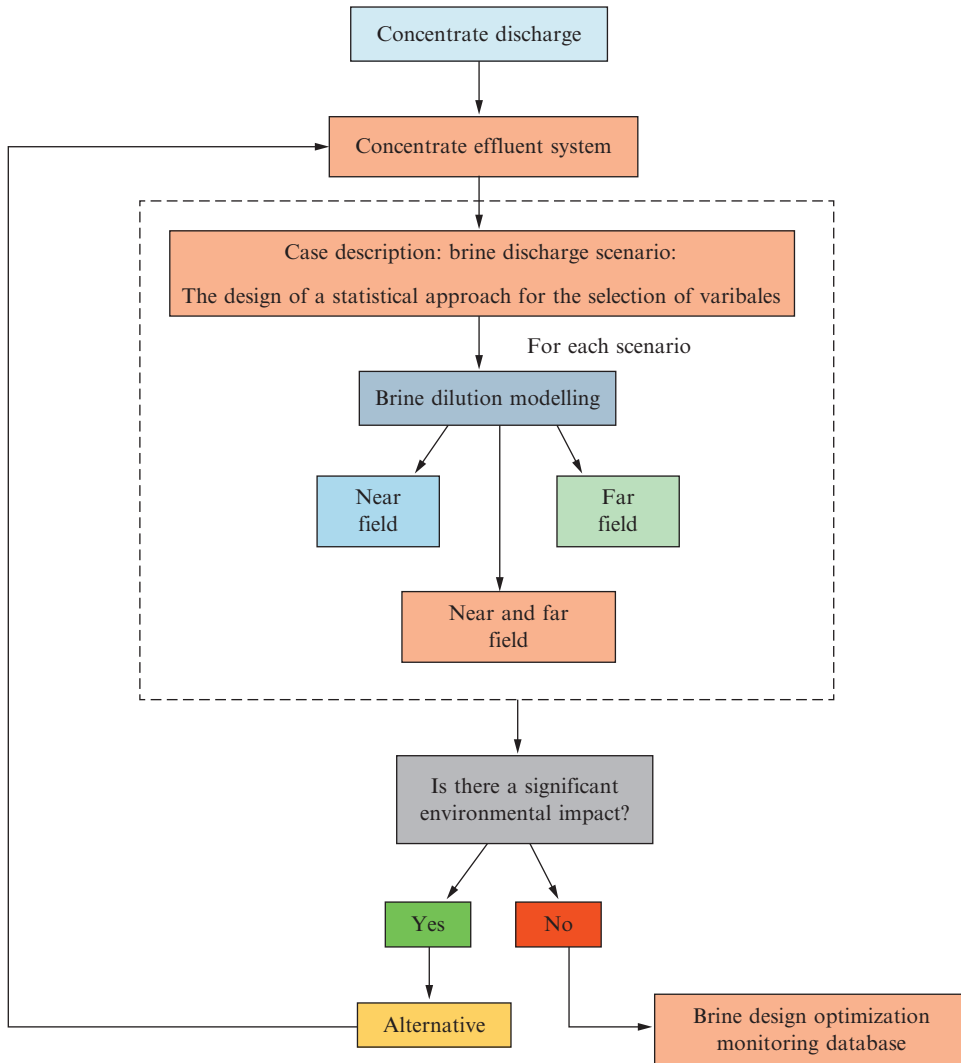 Concentrate discharge
Concentrate effluent system
Case description: brine discharge scenario:
The design of a statistical approach for the selection of varibales
For each scenario
Brine dilution modelling
Near
field
Far
field
Near and far
field
Is there a significant
environmental impact?
Yes
No
Alternative
Brine design optimization
monitoring database